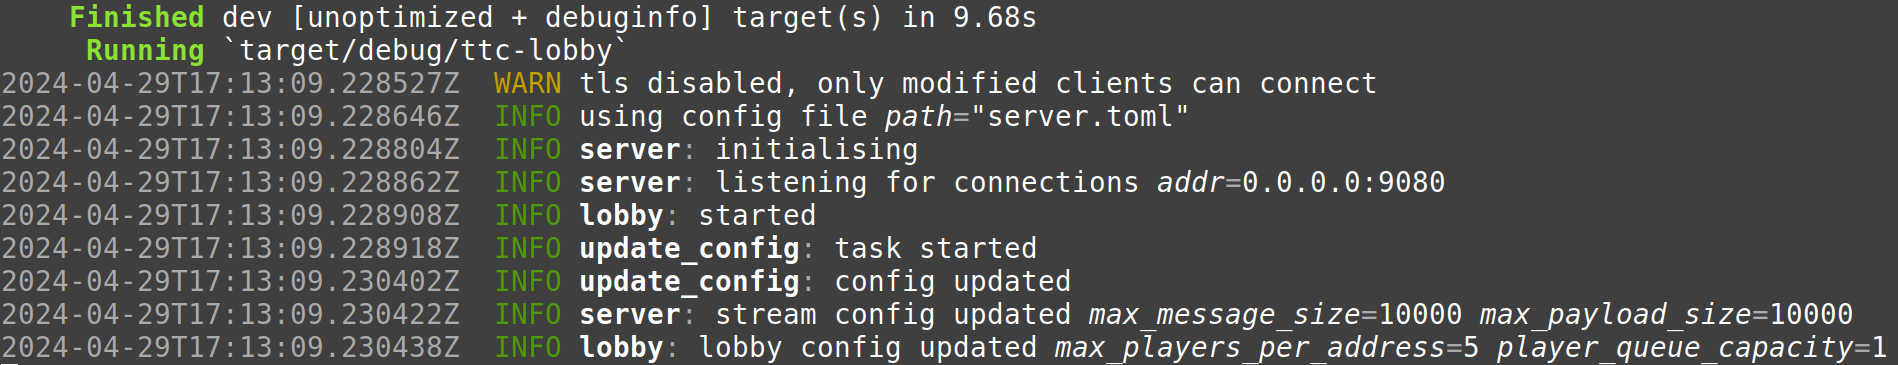 Finished dev [unoptimized + debuginfo] target(s) in 9.68s
Running `target/debug/ttc-lobby`
2024-04-29T17:13:09.228527Z  WARN tls disabled, only modified clients can connect
2024-04-29T17:13:09.228646Z  INFO using config file path="server.toml"
2024-04-29T17:13:09.228804Z  INFO server: initialising
2024-04-29T17:13:09.228862Z  INFO server: listening for connections addr=0.0.0.0:9080
2024-04-29T17:13:09.228908Z  INFO lobby: started
2024-04-29T17:13:09.228918Z  INFO update_config: task started
2024-04-29T17:13:09.230402Z  INFO update_config: config updated
2024-04-29T17:13:09.230422Z  INFO server: stream config updated max_message_size=10000 max_payload_size=10000
2024-04-29T17:13:09.230438Z  INFO lobby: lobby config updated max_players_per_address=5 player_queue_capacity=1